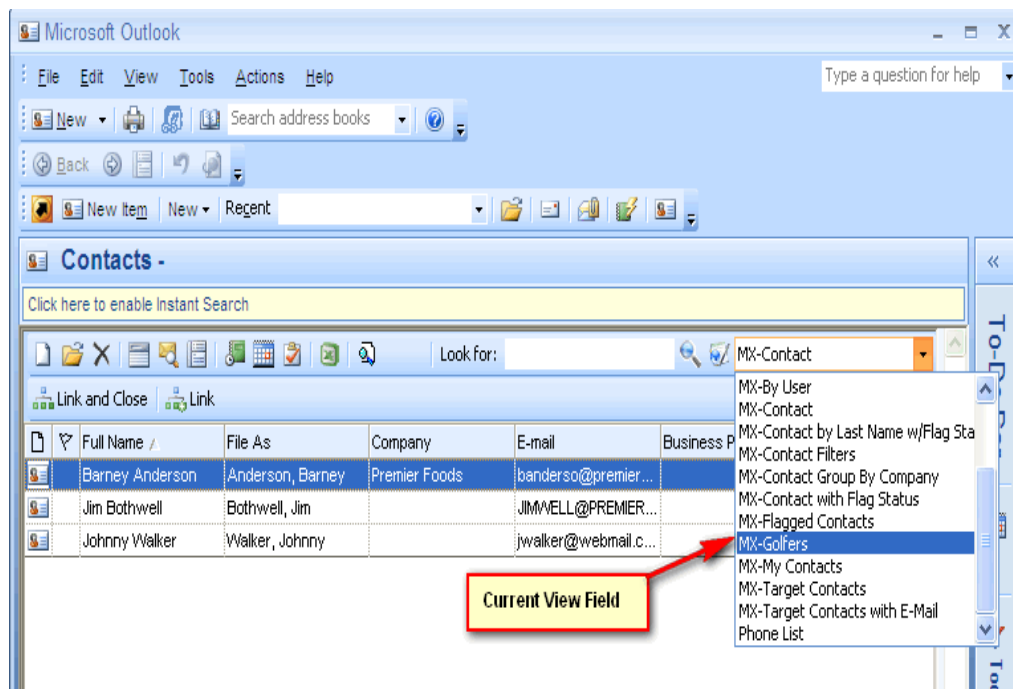 Microsoft Outlook
File Edit View Tools Actions Help
Type a question for help
New
Search address books
Back
New Item New Recent
Contacts -
Click here to enable Instant Search
Look for:
MX-Contact
Link and Close Link
Full Name File As Company E-mail Business P
Barney Anderson Anderson, Barney Premier Foods banderso@premier...
Jim Bothwell Bothwell, Jim JIMWELL@PREMIER...
Johnny Walker Walker, Johnny jwalker@webmail.c...
MX-By User
MX-Contact
MX-Contact by Last Name w/Flag Sta
MX-Contact Filters
MX-Contact Group By Company
MX-Contact with Flag Status
MX-Flagged Contacts
MX-Golfers
MX-My Contacts
MX-Target Contacts
MX-Target Contacts with E-Mail
Phone List
Current View Field
To-Do Bar